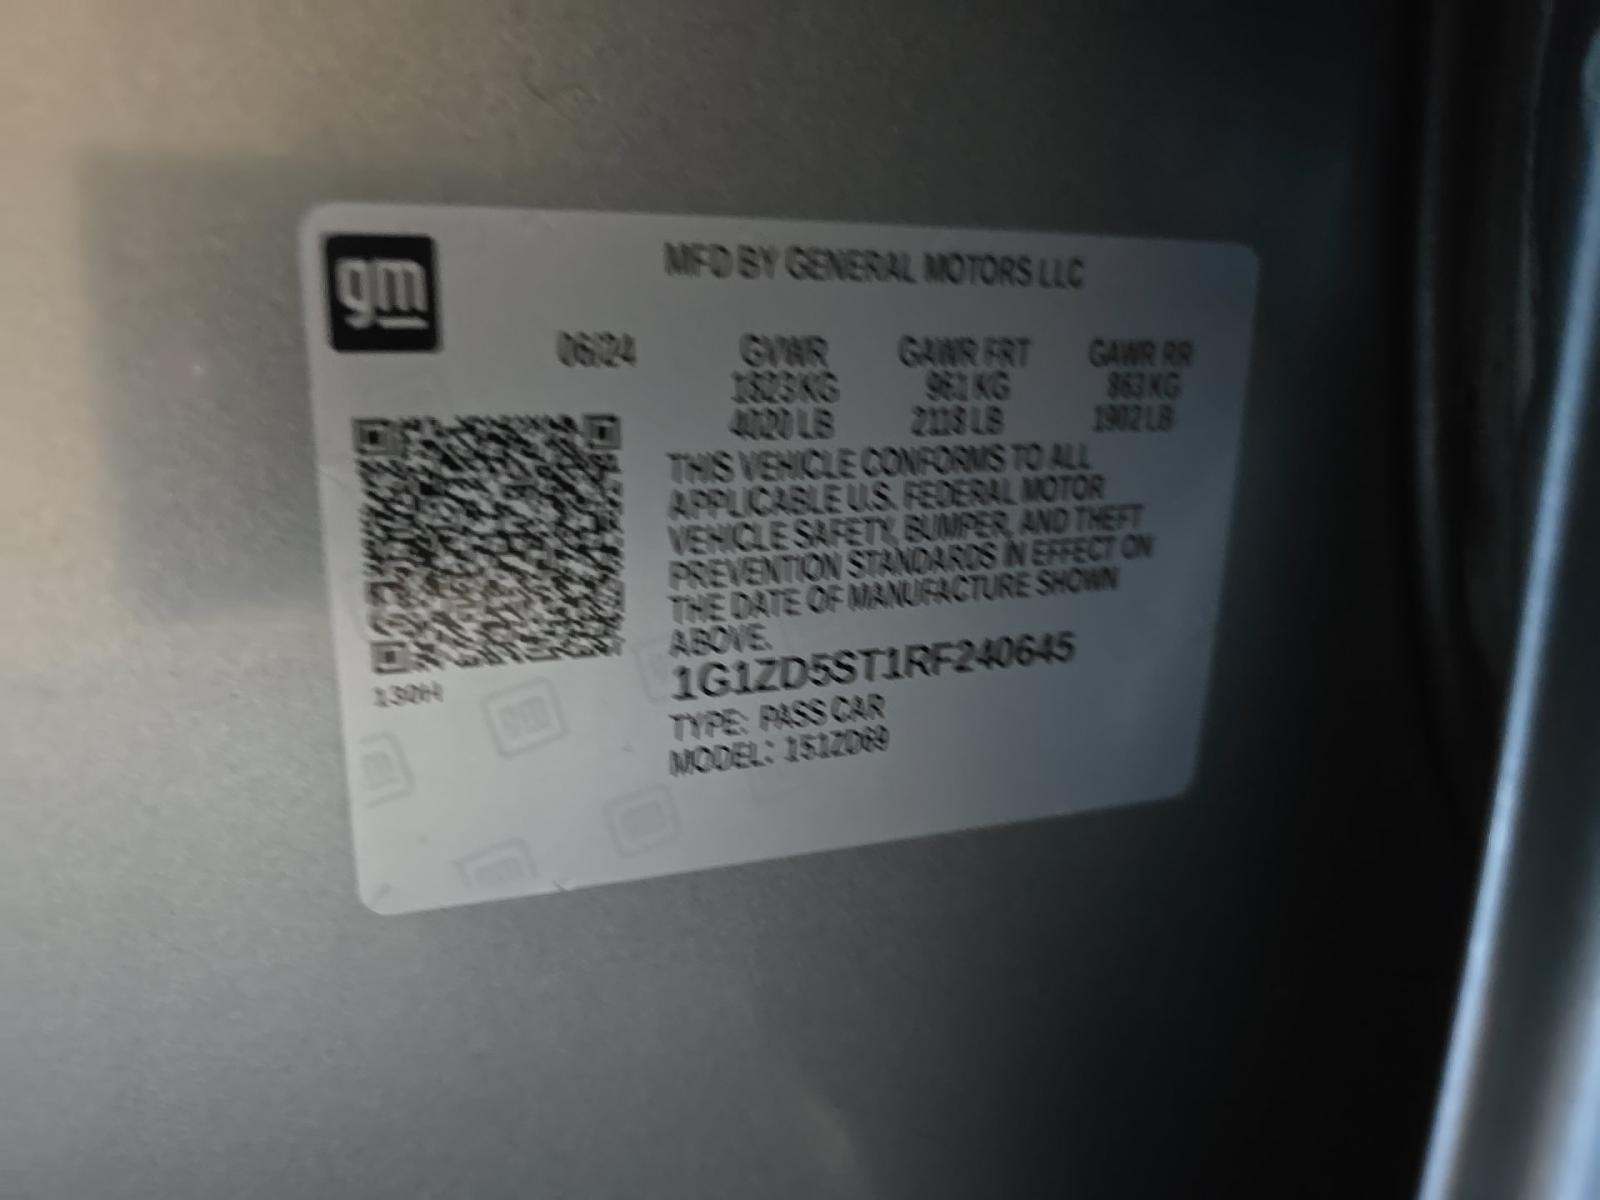 gm
MFD BY GENERAL MOTORS LLC
06/24 GVWR GAWR FRT GAWR RR
1823 KG 961 KG 863 KG
4020 LB 2118 LB 1902 LB
THIS VEHICLE CONFORMS TO ALL
APPLICABLE U.S. FEDERAL MOTOR
VEHICLE SAFETY, BUMPER, AND THEFT
PREVENTION STANDARDS IN EFFECT ON
THE DATE OF MANUFACTURE SHOWN
ABOVE.
1G1ZD5ST1RF240645
TYPE: PASS CAR
MODEL: 151ZD69